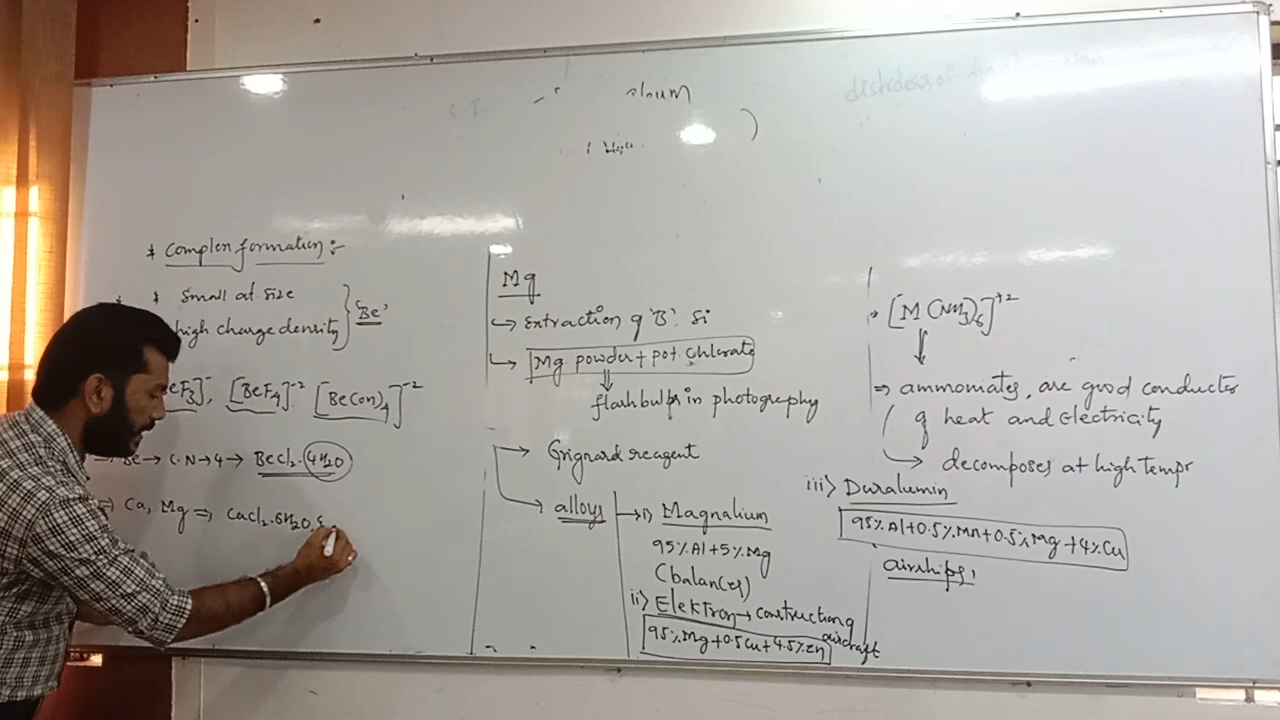 * Complex formation :-
* Small at size
high charge density } 'Be'
eF3]-, [BeF4]-2 [Be(OH)4]-2
Be → C.N → 4 → BeCl2.4H2O
⇒ Ca, Mg ⇒ CaCl2.6H2O,
Mg
↳ Extraction of 'B'. Si
↳ Mg powder + pot. chlorate
⇓
flash bulbs in photography
→ Grignard reagent
→ alloys → i) Magnalium
95% Al + 5% Mg
(balances)
ii) Elektron → constructing aircraft
95% Mg + 0.5 Cu + 4.5% Zn
* [M(NH3)6]+2
⇓
⇒ ammoniates, are good conductor
of heat and electricity
→ decomposes at high tempr
iii) Duralumin
95% Al + 0.5% Mn + 0.5% Mg + 4% Cu
airships,